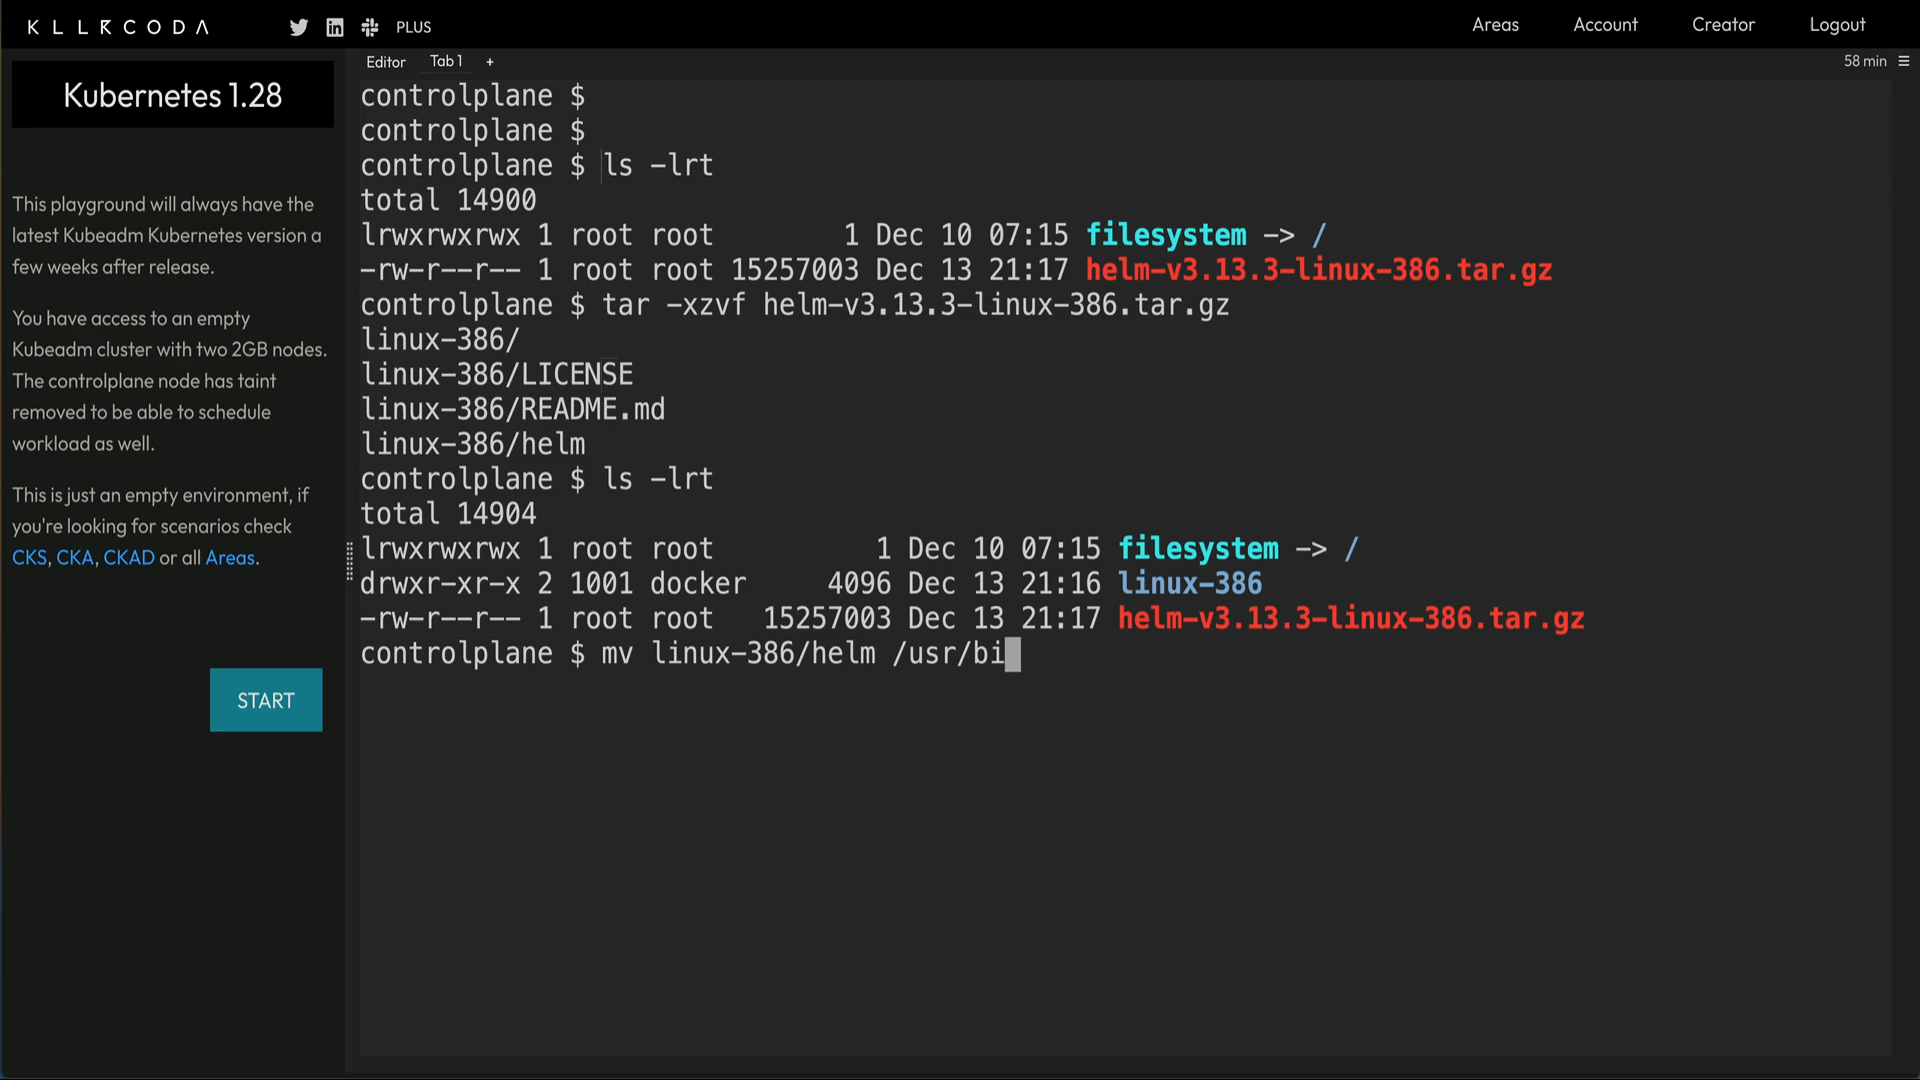 KLLRCODA PLUS Areas Account Creator Logout
Editor Tab 1 + 58 min
Kubernetes 1.28
This playground will always have the
latest Kubeadm Kubernetes version a
few weeks after release.
You have access to an empty
Kubeadm cluster with two 2GB nodes.
The controlplane node has taint
removed to be able to schedule
workload as well.
This is just an empty environment, if
you're looking for scenarios check
CKS, CKA, CKAD or all Areas.
START
controlplane $
controlplane $
controlplane $ ls -lrt
total 14900
lrwxrwxrwx 1 root root 1 Dec 10 07:15 filesystem -> /
-rw-r--r-- 1 root root 15257003 Dec 13 21:17 helm-v3.13.3-linux-386.tar.gz
controlplane $ tar -xzvf helm-v3.13.3-linux-386.tar.gz
linux-386/
linux-386/LICENSE
linux-386/README.md
linux-386/helm
controlplane $ ls -lrt
total 14904
lrwxrwxrwx 1 root root 1 Dec 10 07:15 filesystem -> /
drwxr-xr-x 2 1001 docker 4096 Dec 13 21:16 linux-386
-rw-r--r-- 1 root root 15257003 Dec 13 21:17 helm-v3.13.3-linux-386.tar.gz
controlplane $ mv linux-386/helm /usr/bi